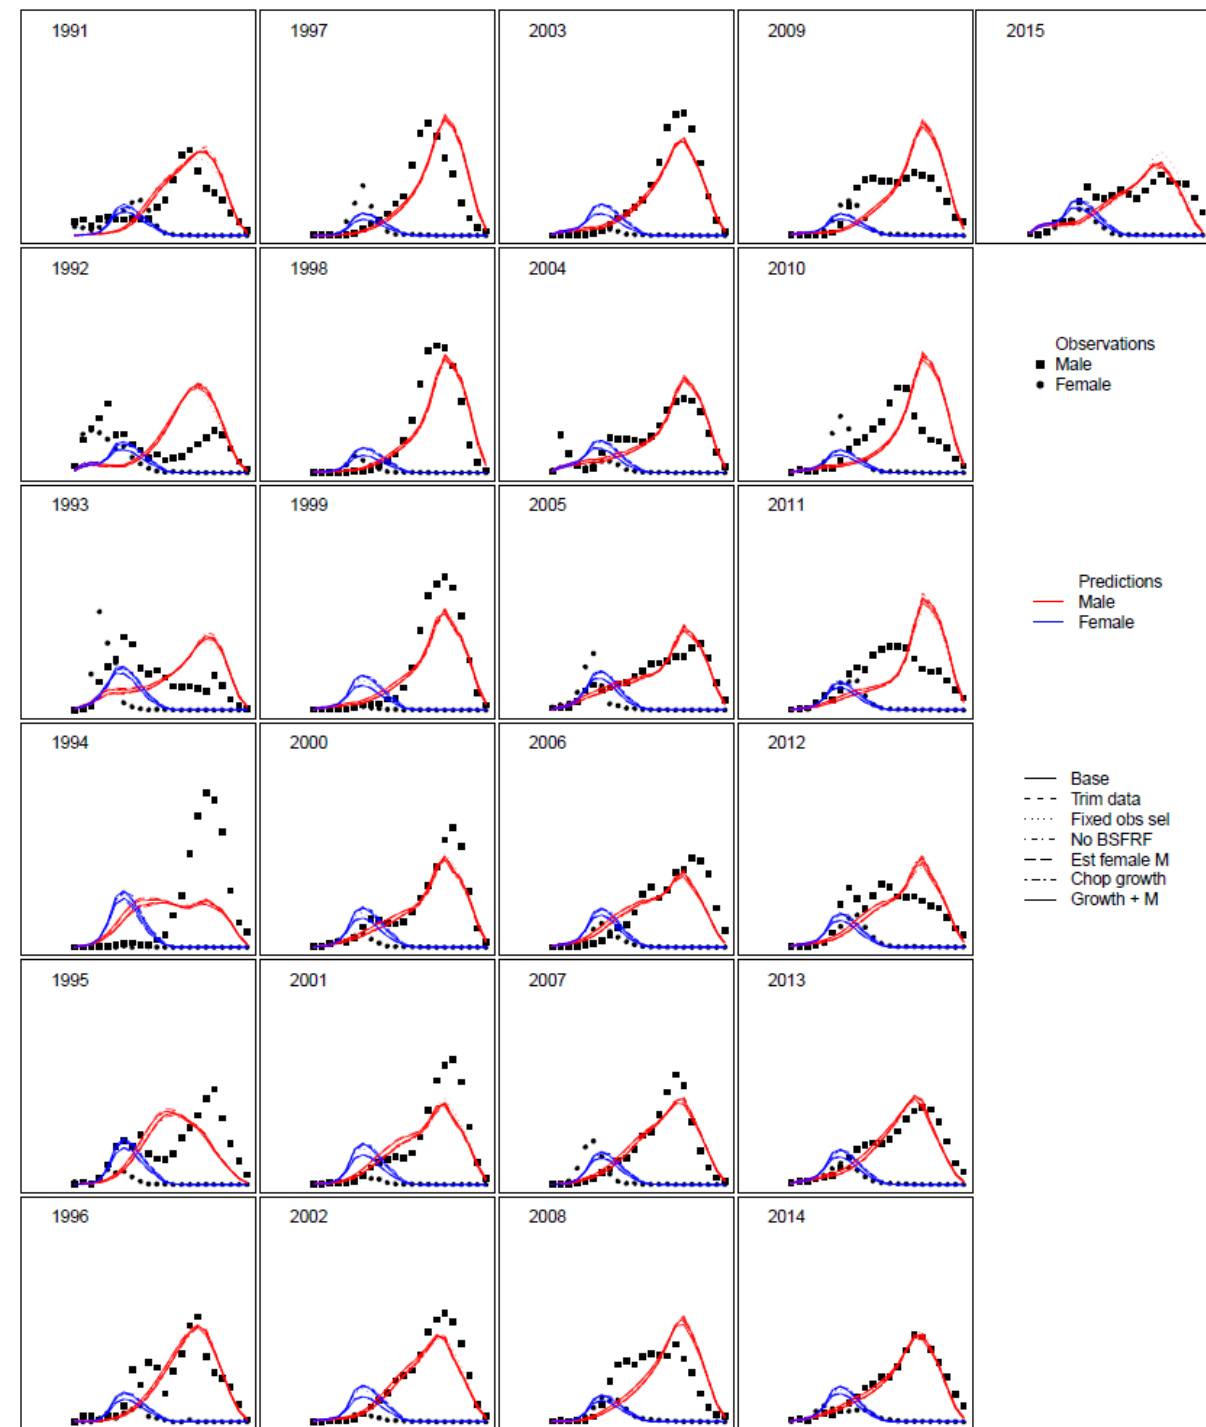 1991
1997
2003
2009
2015
1992
1998
2004
2010
Observations
Male
Female
1993
1999
2005
2011
Predictions
Male
Female
1994
2000
2006
2012
Base
Trim data
Fixed obs sel
No BSFRF
Est female M
Chop growth
Growth + M
1995
2001
2007
2013
1996
2002
2008
2014